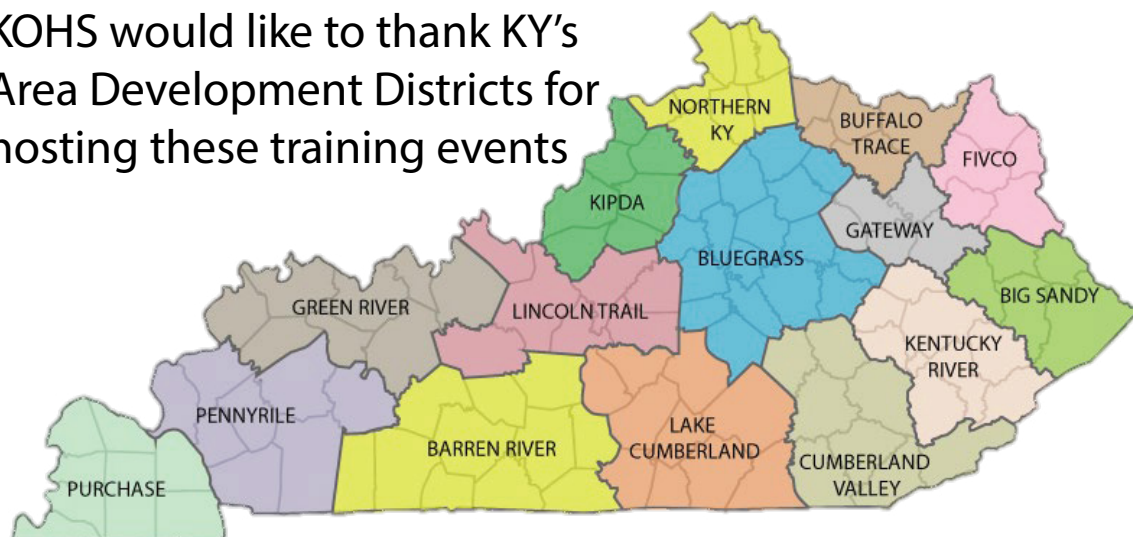 KOHS would like to thank KY’s
Area Development Districts for
hosting these training events
NORTHERN
KY
BUFFALO
TRACE
FIVCO
KIPDA
GATEWAY
BLUEGRASS
BIG SANDY
GREEN RIVER
LINCOLN TRAIL
KENTUCKY
RIVER
PENNYRILE
LAKE
CUMBERLAND
BARREN RIVER
CUMBERLAND
VALLEY
PURCHASE